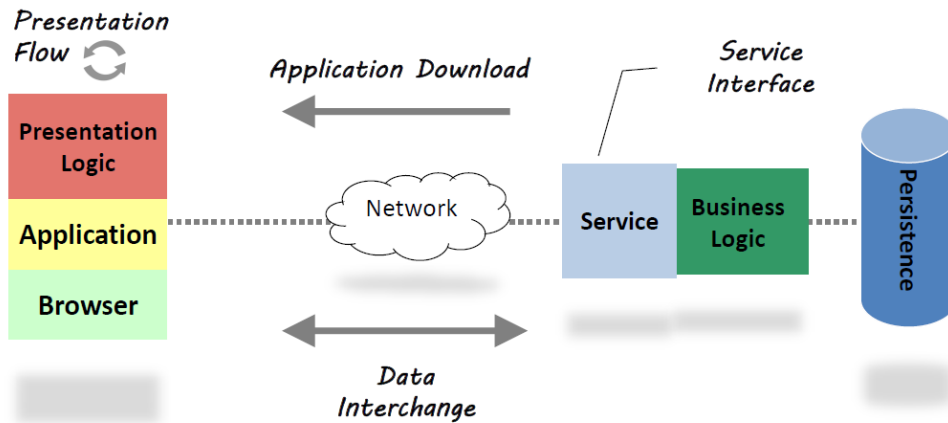 Presentation
Flow
Application Download
Service
Interface
Presentation
Logic
Application
Browser
Network
Service
Business
Logic
Persistence
Data
Interchange